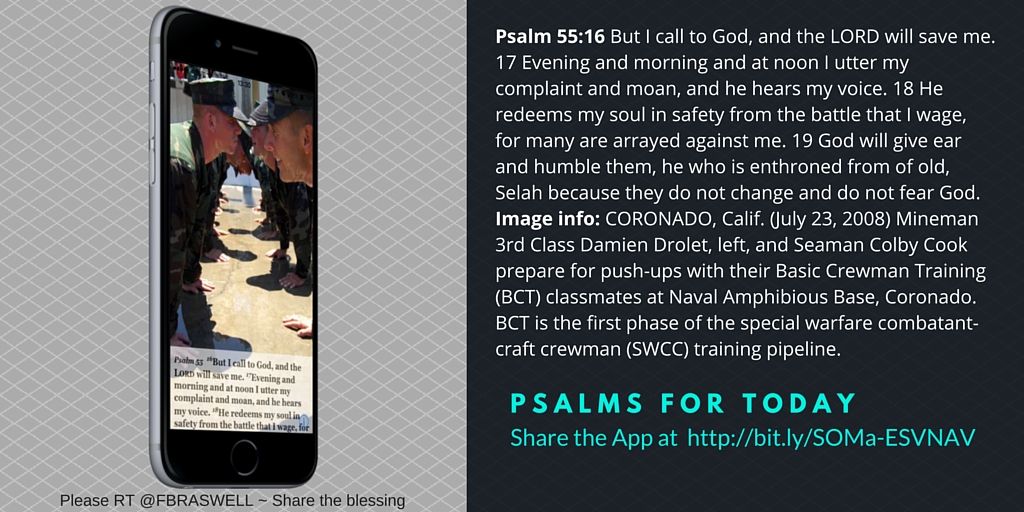 Psalm 55 ¹⁶But I call to God, and the
LORD will save me. ¹⁷Evening and
morning and at noon I utter my
complaint and moan, and he hears
my voice. ¹⁸He redeems my soul in
safety from the battle that I wage, for
Please RT @FBRASWELL ~ Share the blessing
Psalm 55:16 But I call to God, and the LORD will save me.
17 Evening and morning and at noon I utter my
complaint and moan, and he hears my voice. 18 He
redeems my soul in safety from the battle that I wage,
for many are arrayed against me. 19 God will give ear
and humble them, he who is enthroned from of old,
Selah because they do not change and do not fear God.
Image info: CORONADO, Calif. (July 23, 2008) Mineman
3rd Class Damien Drolet, left, and Seaman Colby Cook
prepare for push-ups with their Basic Crewman Training
(BCT) classmates at Naval Amphibious Base, Coronado.
BCT is the first phase of the special warfare combatant-
craft crewman (SWCC) training pipeline.
PSALMS FOR TODAY
Share the App at http://bit.ly/SOMa-ESVNAV